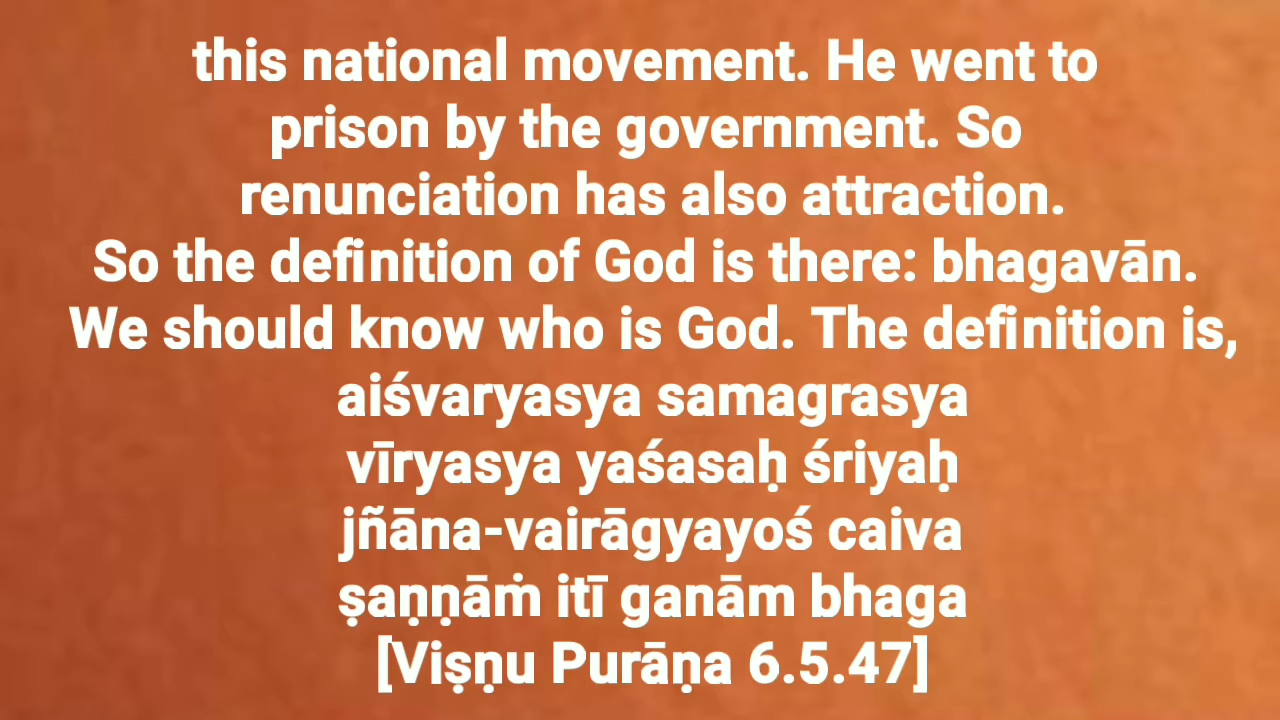 this national movement. He went to
prison by the government. So
renunciation has also attraction.
So the definition of God is there: bhagavān.
We should know who is God. The definition is,
aiśvaryasya samagrasya
vīryasya yaśasaḥ śriyaḥ
jñāna-vairāgyayoś caiva
ṣaṇṇāṁ itī ganām bhaga
[Viṣṇu Purāṇa 6.5.47]